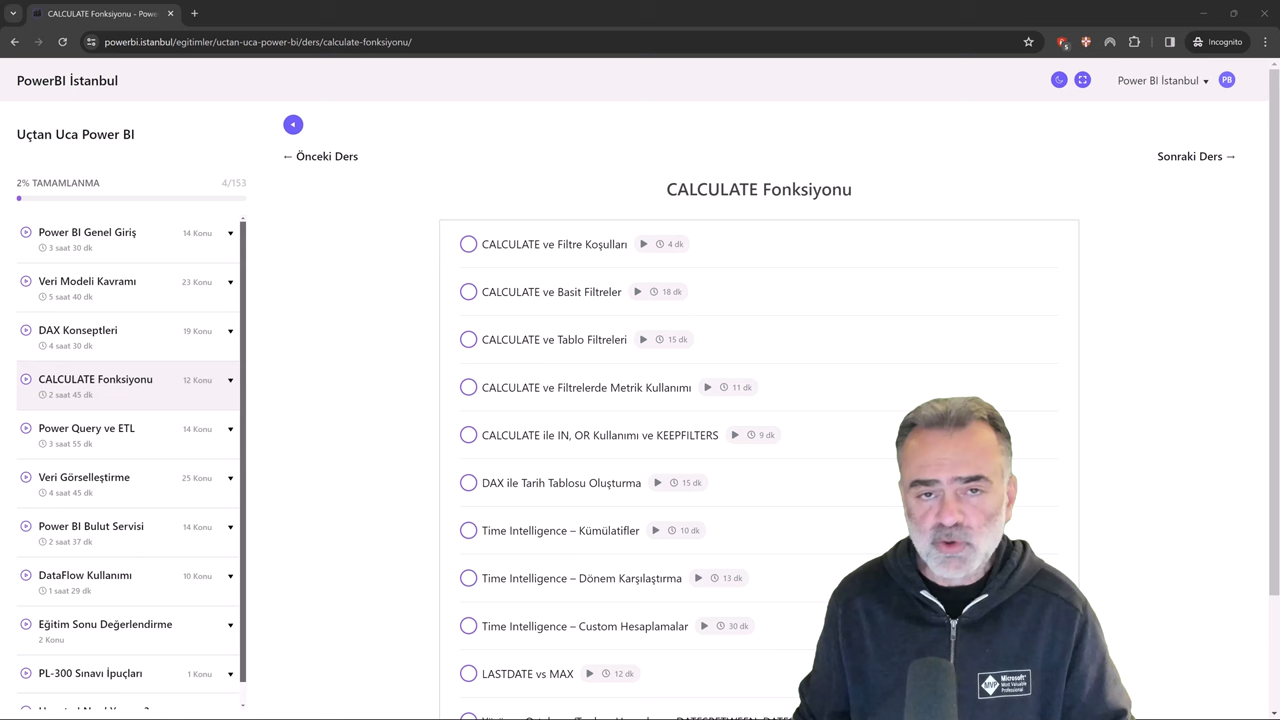 CALCULATE Fonksiyonu – Pow
powerbi.istanbul/egitimler/uctan-uca-power-bi/ders/calculate-fonksiyonu/
Incognito
PowerBI İstanbul
Power BI İstanbul
PB
Uçtan Uca Power BI
2% TAMAMLANMA 4/153
Power BI Genel Giriş 14 Konu
3 saat 30 dk
Veri Modeli Kavramı 23 Konu
5 saat 40 dk
DAX Konseptleri 19 Konu
4 saat 30 dk
CALCULATE Fonksiyonu 12 Konu
2 saat 45 dk
Power Query ve ETL 14 Konu
3 saat 55 dk
Veri Görselleştirme 25 Konu
4 saat 45 dk
Power BI Bulut Servisi 14 Konu
2 saat 37 dk
DataFlow Kullanımı 10 Konu
1 saat 29 dk
Eğitim Sonu Değerlendirme
2 Konu
PL-300 Sınavı İpuçları 1 Konu
← Önceki Ders
Sonraki Ders →
CALCULATE Fonksiyonu
CALCULATE ve Filtre Koşulları 4 dk
CALCULATE ve Basit Filtreler 18 dk
CALCULATE ve Tablo Filtreleri 15 dk
CALCULATE ve Filtrelerde Metrik Kullanımı 11 dk
CALCULATE ile IN, OR Kullanımı ve KEEPFILTERS 9 dk
DAX ile Tarih Tablosu Oluşturma 15 dk
Time Intelligence – Kümülatifler 10 dk
Time Intelligence – Dönem Karşılaştırma 13 dk
Time Intelligence – Custom Hesaplamalar 30 dk
LASTDATE vs MAX 12 dk
MVP
Microsoft
Most Valuable
Professional